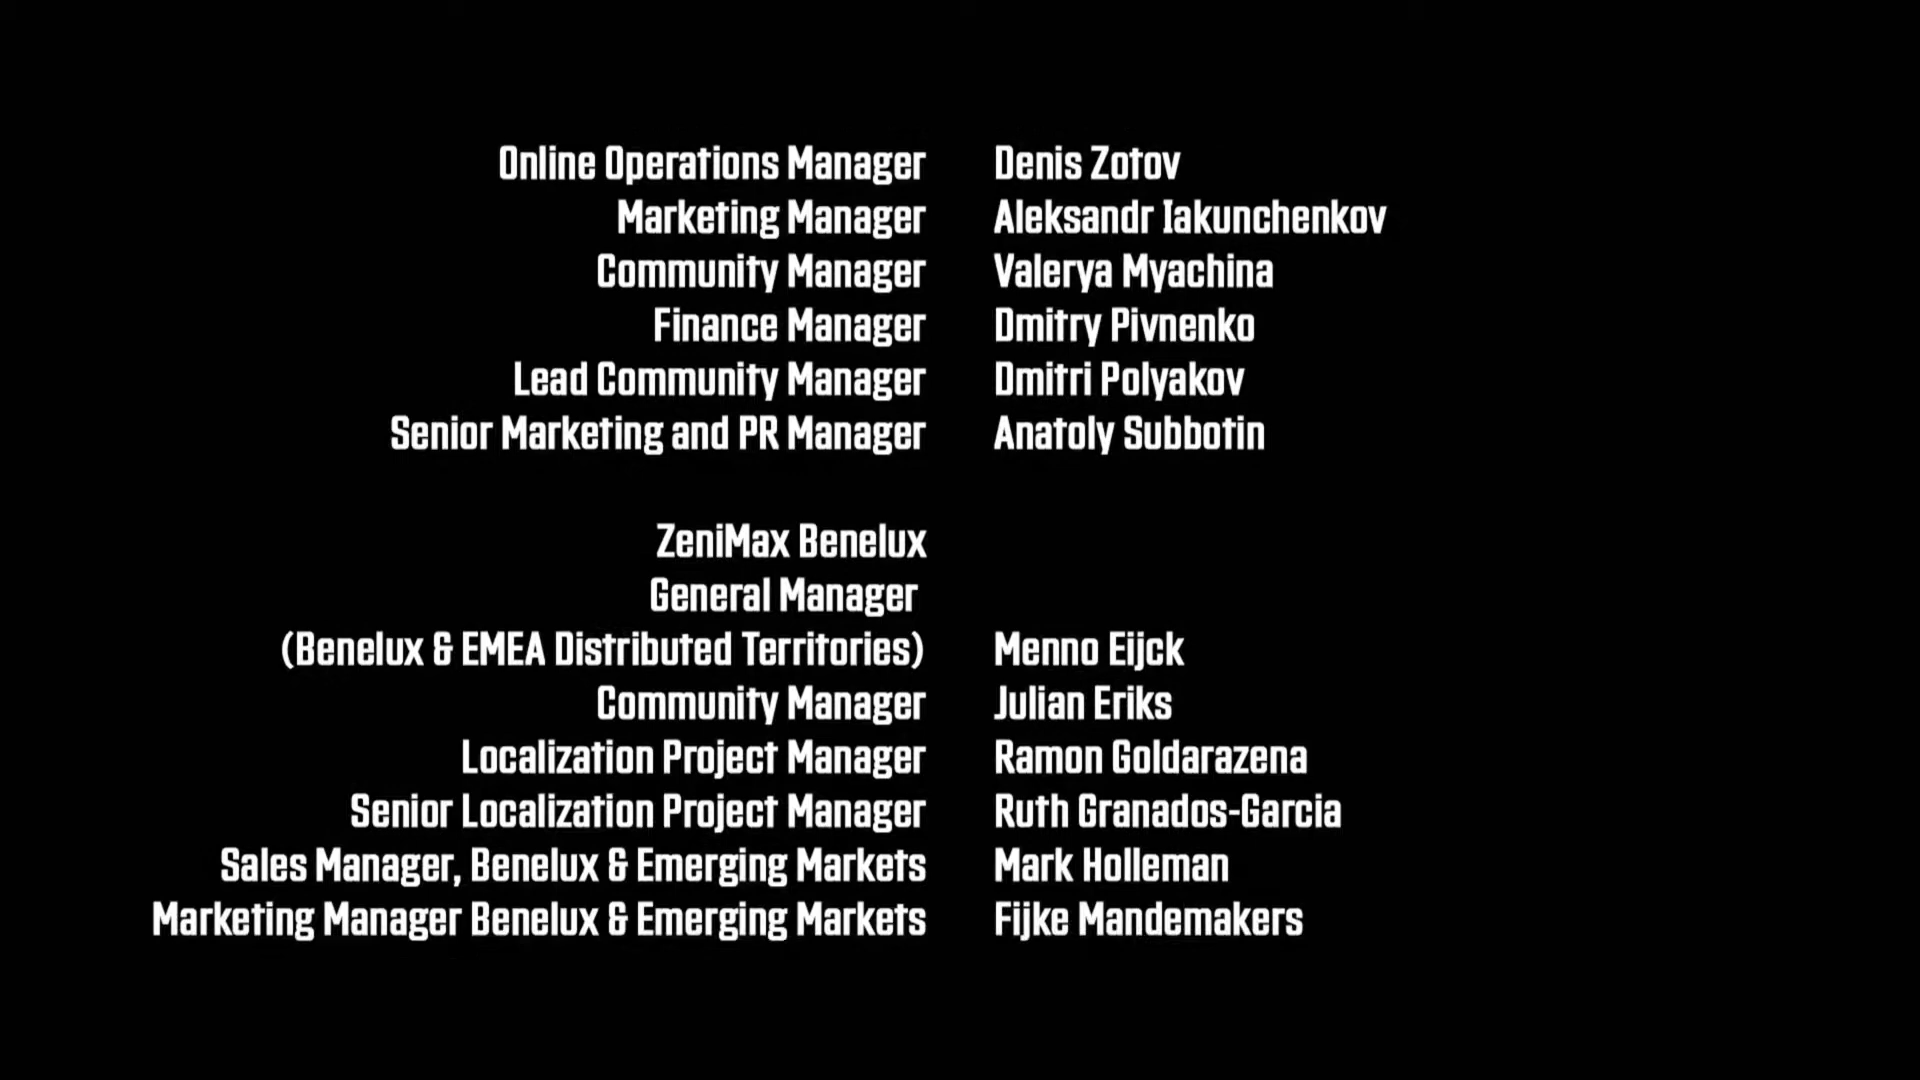 Online Operations Manager Denis Zotov
Marketing Manager Aleksandr Iakunchenkov
Community Manager Valerya Myachina
Finance Manager Dmitry Pivnenko
Lead Community Manager Dmitri Polyakov
Senior Marketing and PR Manager Anatoly Subbotin
ZeniMax Benelux
General Manager
(Benelux & EMEA Distributed Territories) Menno Eijck
Community Manager Julian Eriks
Localization Project Manager Ramon Goldarazena
Senior Localization Project Manager Ruth Granados-Garcia
Sales Manager, Benelux & Emerging Markets Mark Holleman
Marketing Manager Benelux & Emerging Markets Fijke Mandemakers